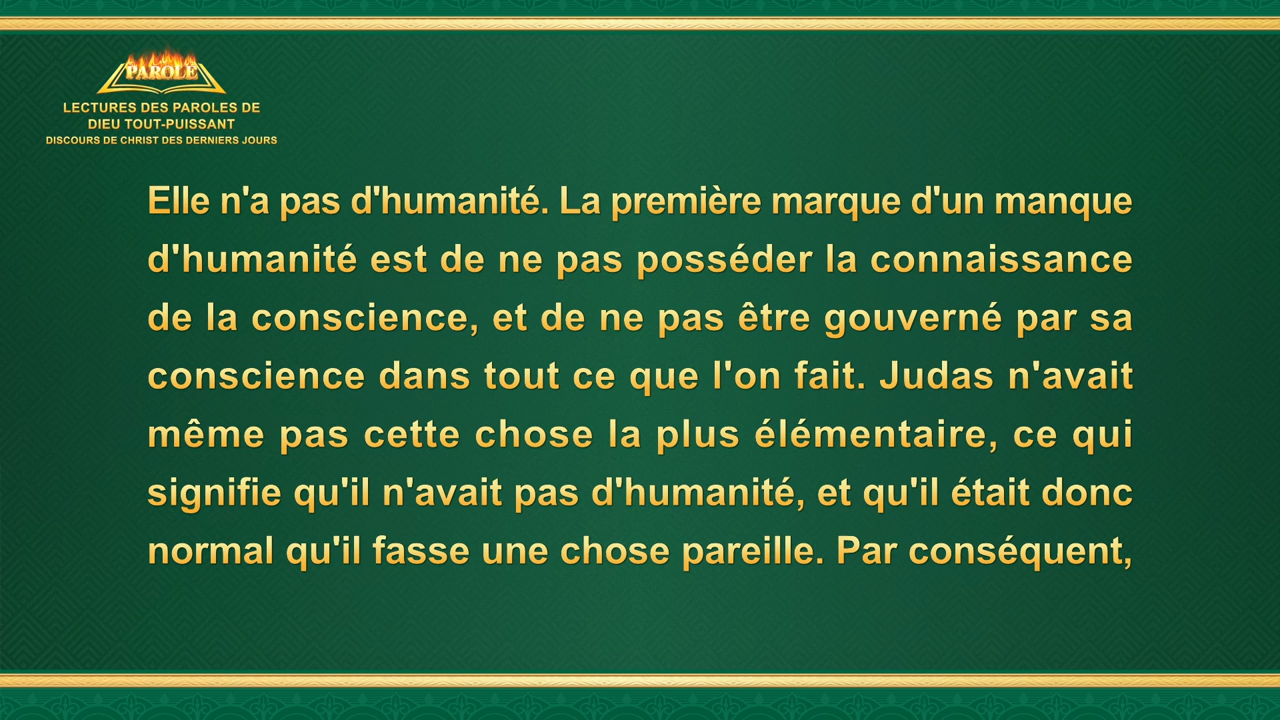 PAROLE
LECTURES DES PAROLES DE
DIEU TOUT-PUISSANT
DISCOURS DE CHRIST DES DERNIERS JOURS
Elle n'a pas d'humanité. La première marque d'un manque
d'humanité est de ne pas posséder la connaissance
de la conscience, et de ne pas être gouverné par sa
conscience dans tout ce que l'on fait. Judas n'avait
même pas cette chose la plus élémentaire, ce qui
signifie qu'il n'avait pas d'humanité, et qu'il était donc
normal qu'il fasse une chose pareille. Par conséquent,